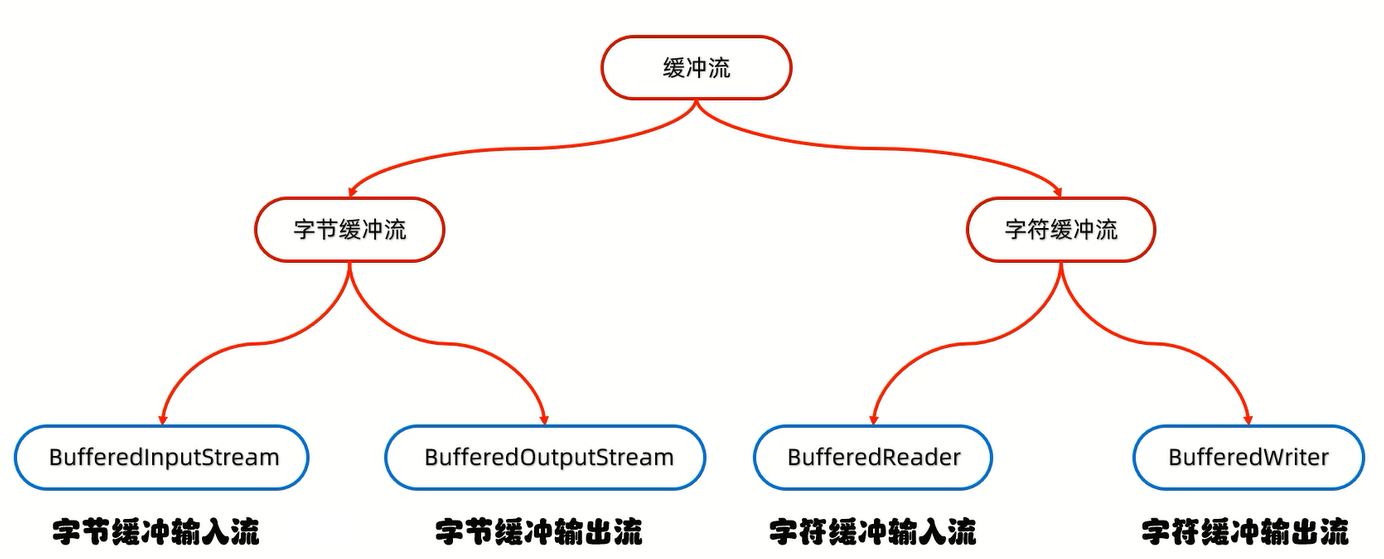 缓冲流
字节缓冲流
字符缓冲流
BufferedInputStream
BufferedOutputStream
BufferedReader
BufferedWriter
字节缓冲输入流
字节缓冲输出流
字符缓冲输入流
字符缓冲输出流